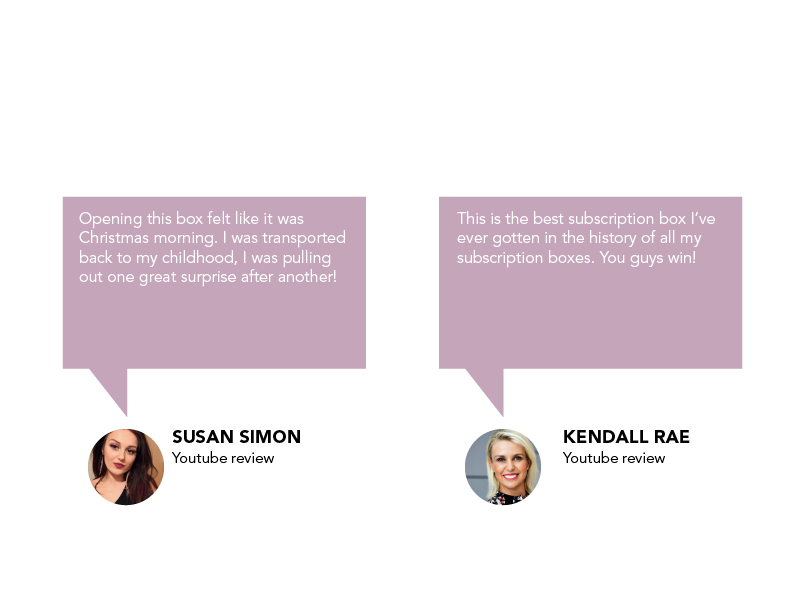 Opening this box felt like it was
Christmas morning. I was transported
back to my childhood, I was pulling
out one great surprise after another!
SUSAN SIMON
Youtube review
This is the best subscription box I’ve
ever gotten in the history of all my
subscription boxes. You guys win!
KENDALL RAE
Youtube review